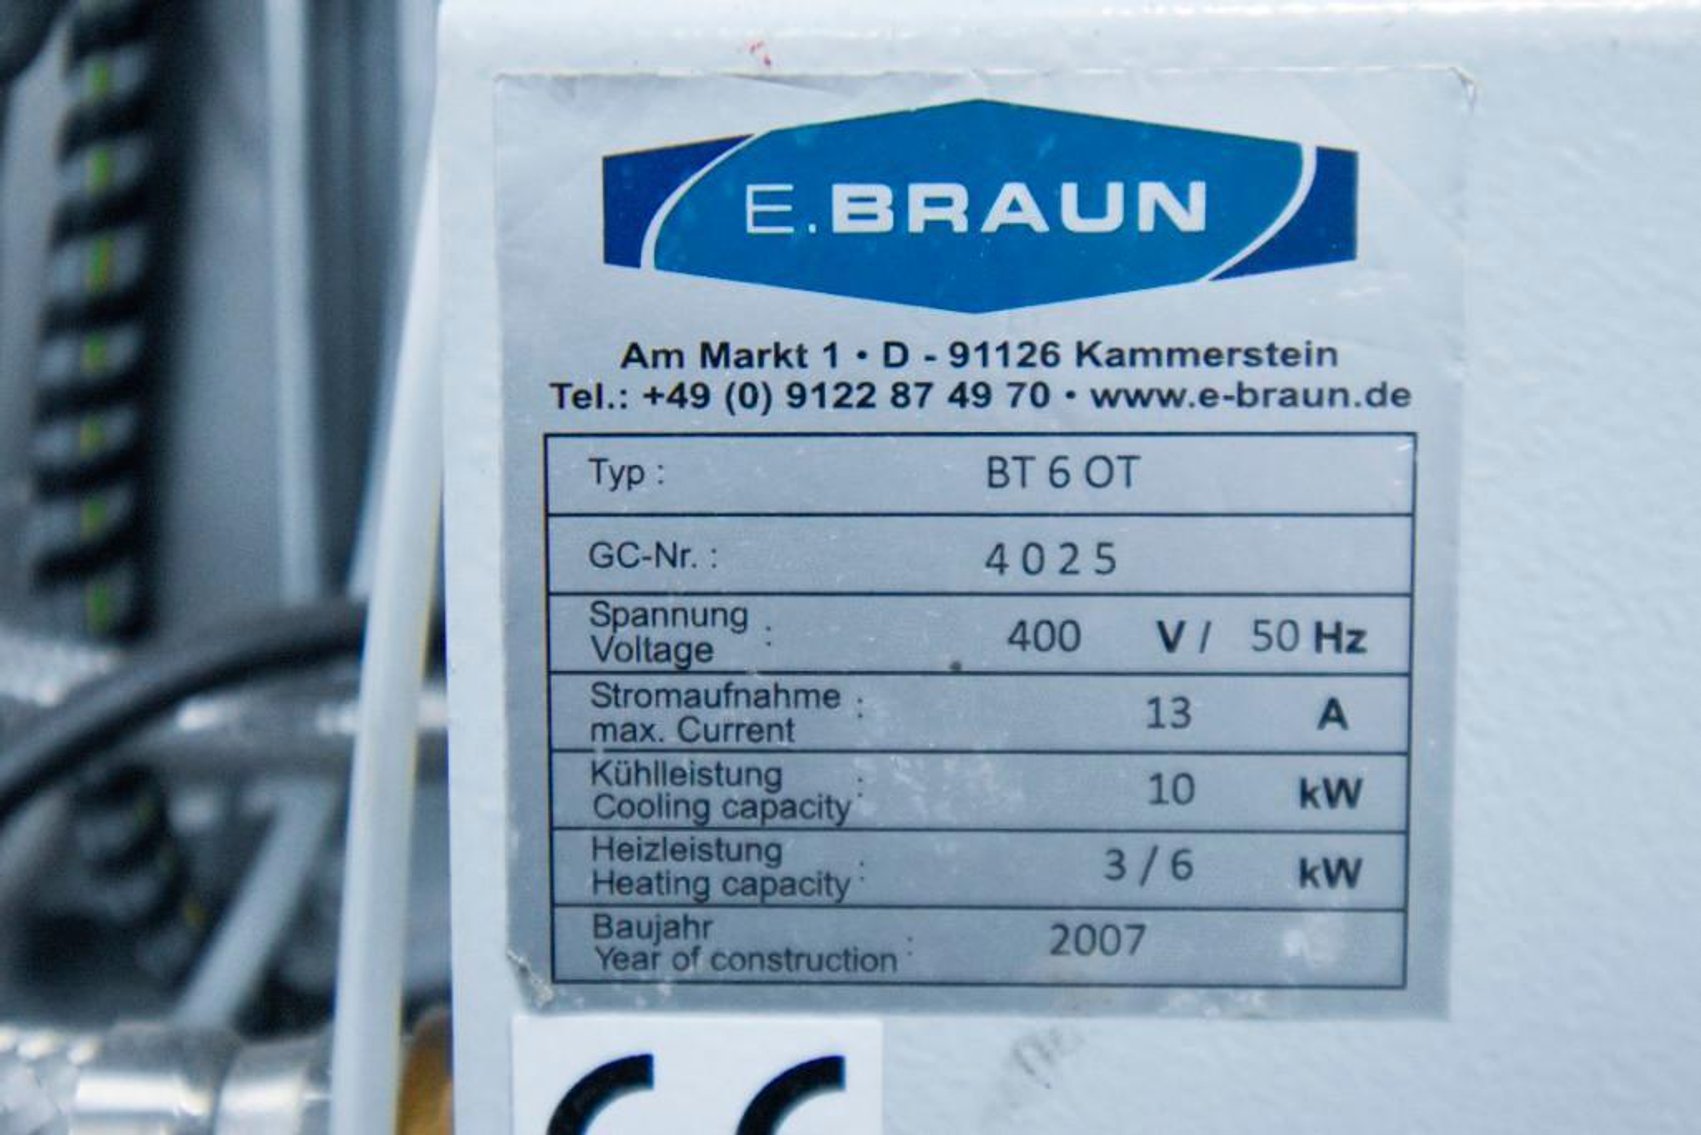 E.BRAUN
Am Markt 1 • D - 91126 Kammerstein
Tel.: +49 (0) 9122 87 49 70 • www.e-braun.de
Typ : BT 6 OT
GC-Nr. : 4025
Spannung
Voltage : 400 V / 50 Hz
Stromaufnahme
max. Current : 13 A
Kühlleistung
Cooling capacity : 10 kW
Heizleistung
Heating capacity : 3 / 6 kW
Baujahr
Year of construction : 2007
CE